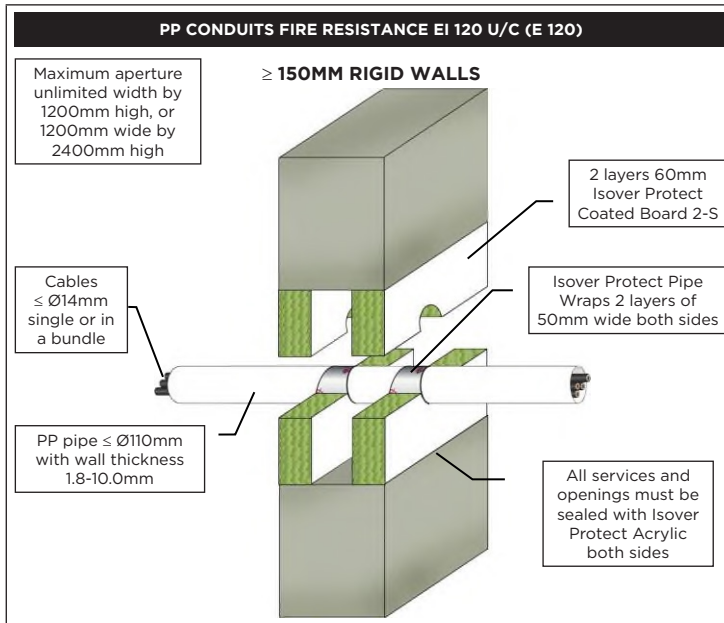 PP CONDUITS FIRE RESISTANCE EI 120 U/C (E 120)
Maximum aperture
unlimited width by
1200mm high, or
1200mm wide by
2400mm high
≥ 150MM RIGID WALLS
2 layers 60mm
Isover Protect
Coated Board 2-S
Cables
≤ Ø14mm
single or in
a bundle
Isover Protect Pipe
Wraps 2 layers of
50mm wide both sides
PP pipe ≤ Ø110mm
with wall thickness
1.8-10.0mm
All services and
openings must be
sealed with Isover
Protect Acrylic
both sides